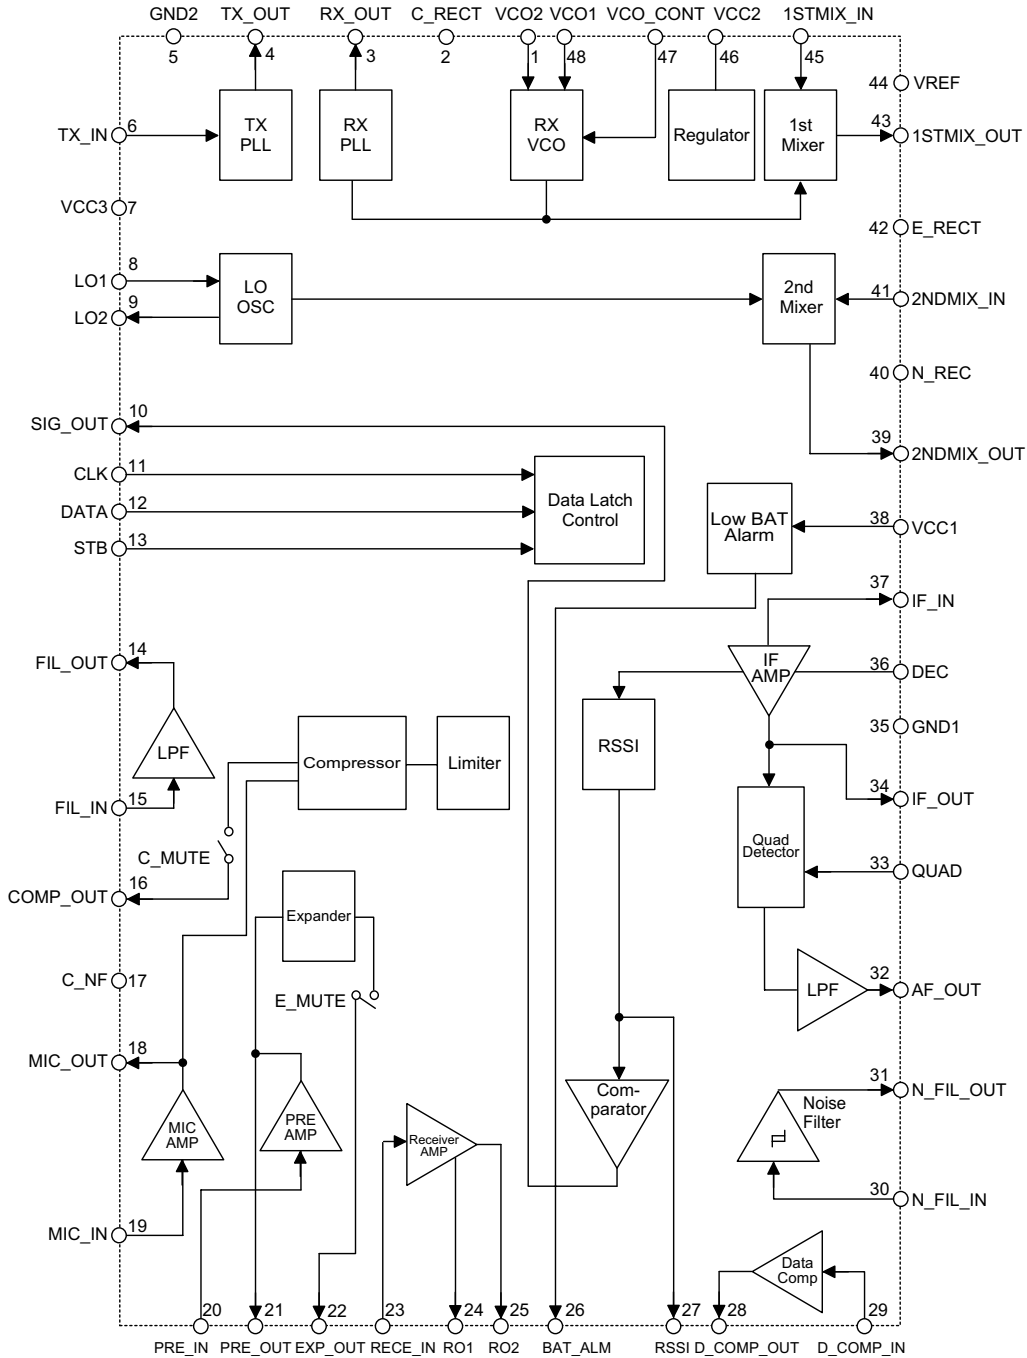 GND2 TX_OUT RX_OUT C_RECT VCO2 VCO1 VCO_CONT VCC2 1STMIX_IN
5 4 3 2 1 48 47 46 45
44 VREF
TX_IN 6
TX
PLL
RX
PLL
RX
VCO
Regulator
1st
Mixer
43 1STMIX_OUT
VCC3 7
42 E_RECT
LO1 8
LO
OSC
2nd
Mixer
41 2NDMIX_IN
LO2 9
40 N_REC
SIG_OUT 10
39 2NDMIX_OUT
CLK 11
DATA 12
STB 13
Data Latch
Control
Low BAT
Alarm
38 VCC1
37 IF_IN
FIL_OUT 14
IF
AMP
36 DEC
35 GND1
LPF
Compressor
Limiter
RSSI
FIL_IN 15
34 IF_OUT
C_MUTE
Quad
Detector
33 QUAD
COMP_OUT 16
Expander
C_NF 17
E_MUTE
LPF
32 AF_OUT
MIC_OUT 18
MIC
AMP
PRE
AMP
Receiver
AMP
Com-
parator
Noise
Filter
31 N_FIL_OUT
30 N_FIL_IN
MIC_IN 19
Data
Comp
20 21 22 23 24 25 26 27 28 29
PRE_IN PRE_OUT EXP_OUT RECE_IN RO1 RO2 BAT_ALM RSSI D_COMP_OUT D_COMP_IN